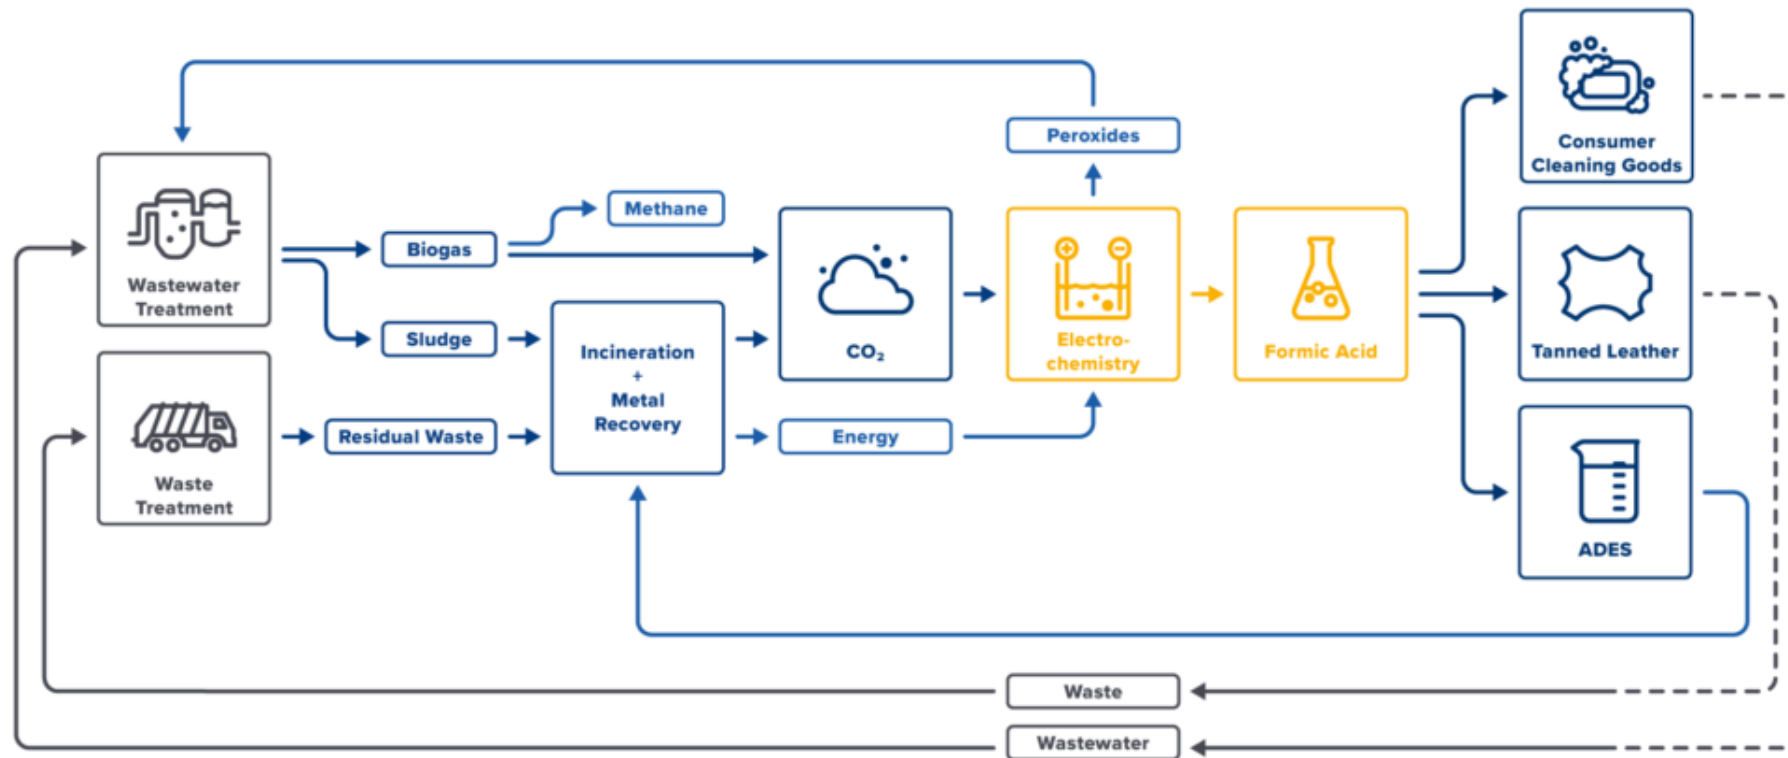 Peroxides
Consumer
Cleaning Goods
Methane
Biogas
Wastewater
Treatment
Sludge
Incineration
+
Metal
Recovery
CO₂
+
−
Electro-
chemistry
Formic Acid
Tanned Leather
Residual Waste
Energy
Waste
Treatment
ADES
Waste
Wastewater